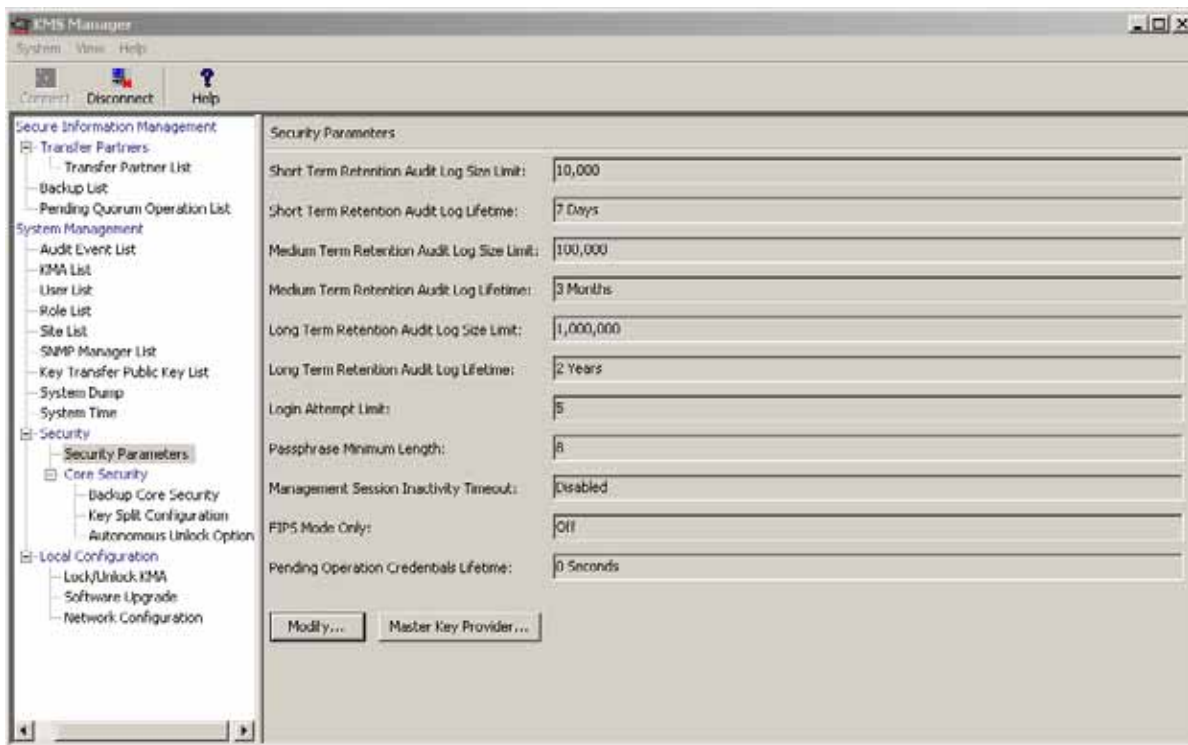 KMS Manager
System View Help
Connect Disconnect Help
Secure Information Management
Transfer Partners
Transfer Partner List
Backup List
Pending Quorum Operation List
System Management
Audit Event List
KMA List
User List
Role List
Site List
SNMP Manager List
Key Transfer Public Key List
System Dump
System Time
Security
Security Parameters
Core Security
Backup Core Security
Key Split Configuration
Autonomous Unlock Option
Local Configuration
Lock/Unlock KMA
Software Upgrade
Network Configuration
Security Parameters
Short Term Retention Audit Log Size Limit: 10,000
Short Term Retention Audit Log Lifetime: 7 Days
Medium Term Retention Audit Log Size Limit: 100,000
Medium Term Retention Audit Log Lifetime: 3 Months
Long Term Retention Audit Log Size Limit: 1,000,000
Long Term Retention Audit Log Lifetime: 2 Years
Login Attempt Limit: 5
Passphrase Minimum Length: 8
Management Session Inactivity Timeout: Disabled
FIPS Mode Only: Off
Pending Operation Credentials Lifetime: 0 Seconds
Modify... Master Key Provider...